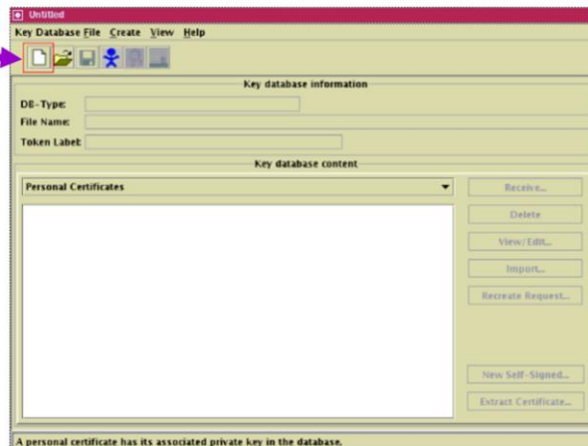 Untitled
Key Database File Create View Help
Key database information
DB-Type:
File Name:
Token Label:
Key database content
Personal Certificates
Receive...
Delete
View/Edit...
Import...
Recreate Request...
New Self-Signed...
Extract Certificate...
A personal certificate has its associated private key in the database.